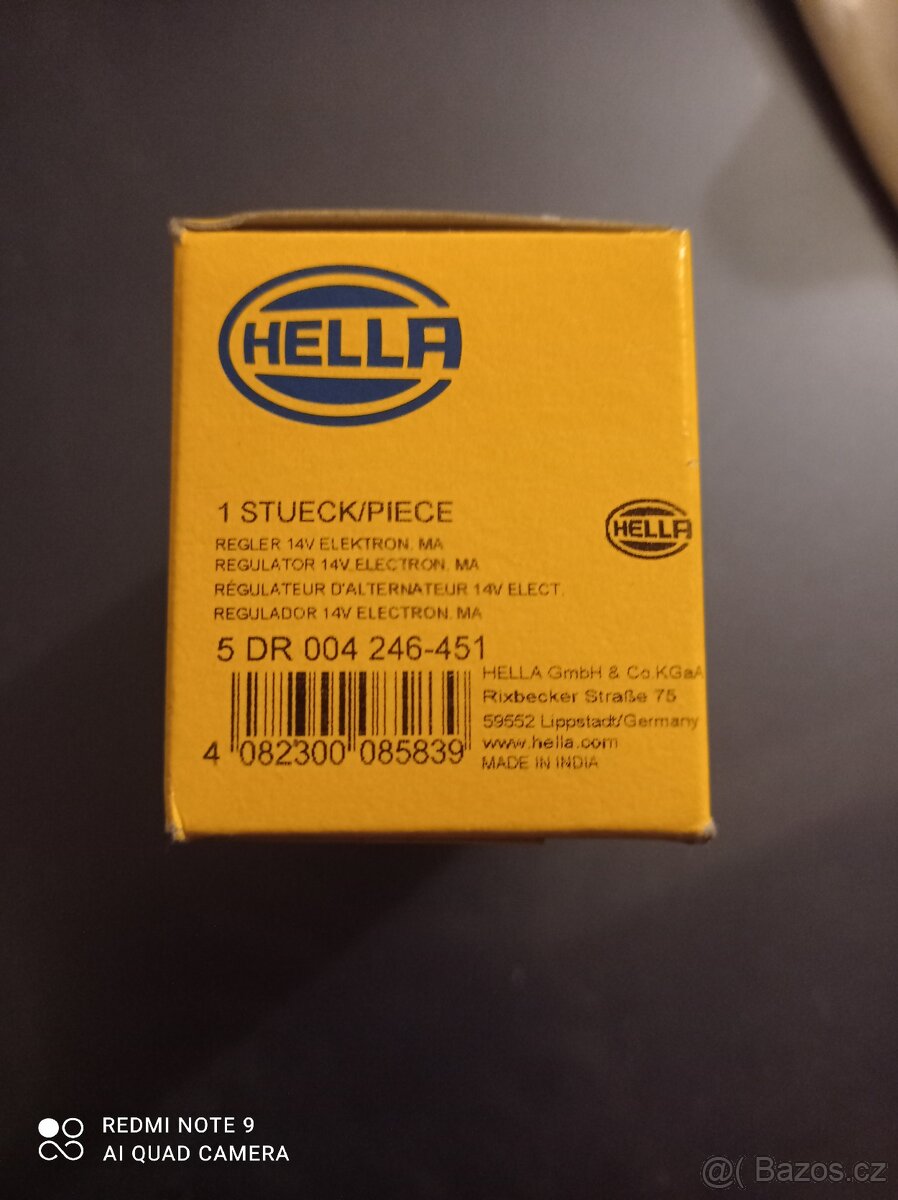 HELLA
1 STUECK/PIECE
HELLA
REGLER 14V ELEKTRON. MA
REGULATOR 14V ELECTRON. MA
RÉGULATEUR D'ALTERNATEUR 14V ELECT.
REGULADOR 14V ELECTRON. MA
5 DR 004 246-451
HELLA GmbH & Co.KGaA
Rixbecker Straße 75
59552 Lippstadt/Germany
www.hella.com
MADE IN INDIA
4 082300 085839
REDMI NOTE 9
AI QUAD CAMERA
@( Bazos.cz